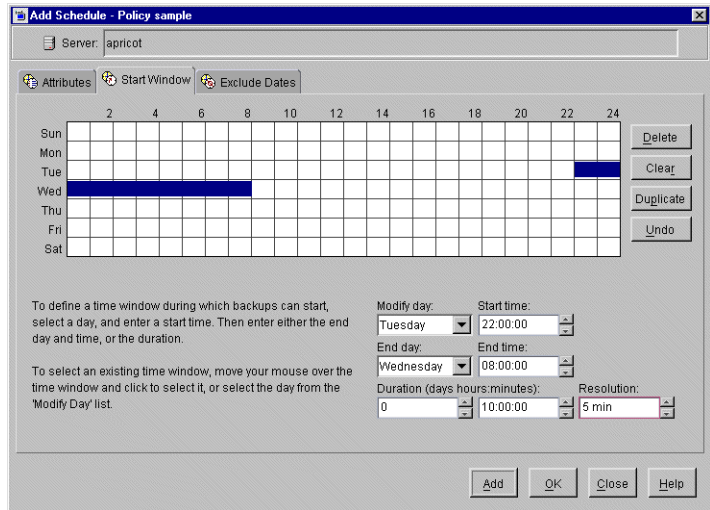 Add Schedule - Policy sample
Server: apricot
Attributes Start Window Exclude Dates
2 4 6 8 10 12 14 16 18 20 22 24
Sun
Mon
Tue
Wed
Thu
Fri
Sat
Delete
Clear
Duplicate
Undo
To define a time window during which backups can start,
select a day, and enter a start time. Then enter either the end
day and time, or the duration.
To select an existing time window, move your mouse over the
time window and click to select it, or select the day from the
'Modify Day' list.
Modify day: Start time:
Tuesday 22:00:00
End day: End time:
Wednesday 08:00:00
Duration (days hours:minutes): Resolution:
0 10:00:00 5 min
Add OK Close Help